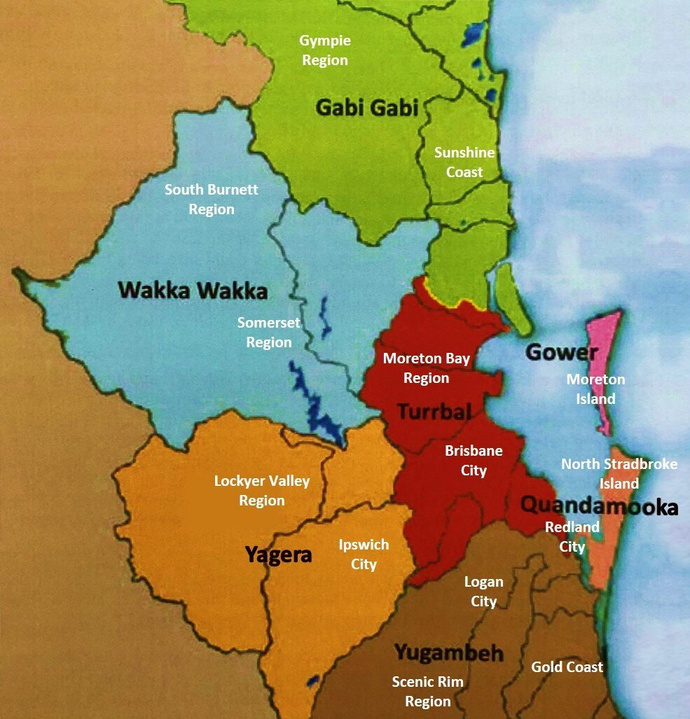 Gympie
Region
Gabi Gabi
Sunshine
Coast
South Burnett
Region
Wakka Wakka
Somerset
Region
Gower
Moreton Bay
Region
Moreton
Island
Turrbal
Brisbane
City
North Stradbroke
Island
Lockyer Valley
Region
Quandamooka
Redland
City
Yagera
Ipswich
City
Logan
City
Yugambeh
Gold Coast
Scenic Rim
Region